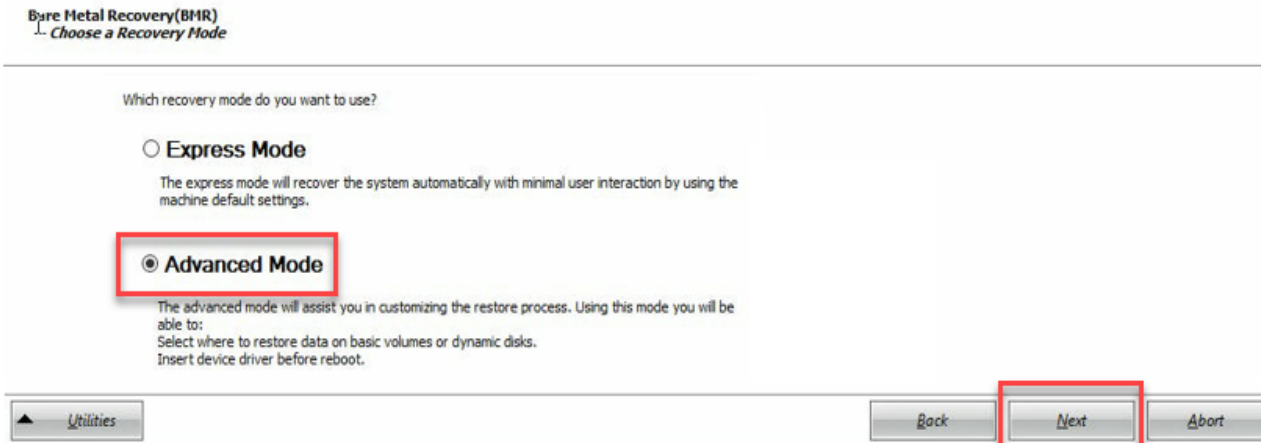 Bare Metal Recovery(BMR)
- Choose a Recovery Mode
Which recovery mode do you want to use?
Express Mode
The express mode will recover the system automatically with minimal user interaction by using the
machine default settings.
Advanced Mode
The advanced mode will assist you in customizing the restore process. Using this mode you will be
able to:
Select where to restore data on basic volumes or dynamic disks.
Insert device driver before reboot.
Utilities
Back
Next
Abort